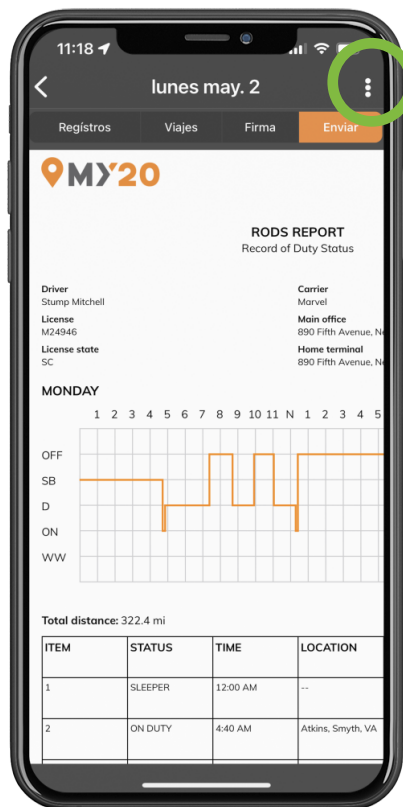 11:18
lunes may. 2
Regístros Viajes Firma Enviar
MY20
RODS REPORT
Record of Duty Status
Driver Carrier
Stump Mitchell Marvel
License Main office
M24946 890 Fifth Avenue,
License state Home terminal
SC 890 Fifth Avenue,
MONDAY
1 2 3 4 5 6 7 8 9 10 11 N 1 2 3 4 5
OFF
SB
D
ON
WW
Total distance: 322.4 mi
ITEM STATUS TIME LOCATION
1 SLEEPER 12:00 AM --
2 ON DUTY 4:40 AM Atkins, Smyth, VA